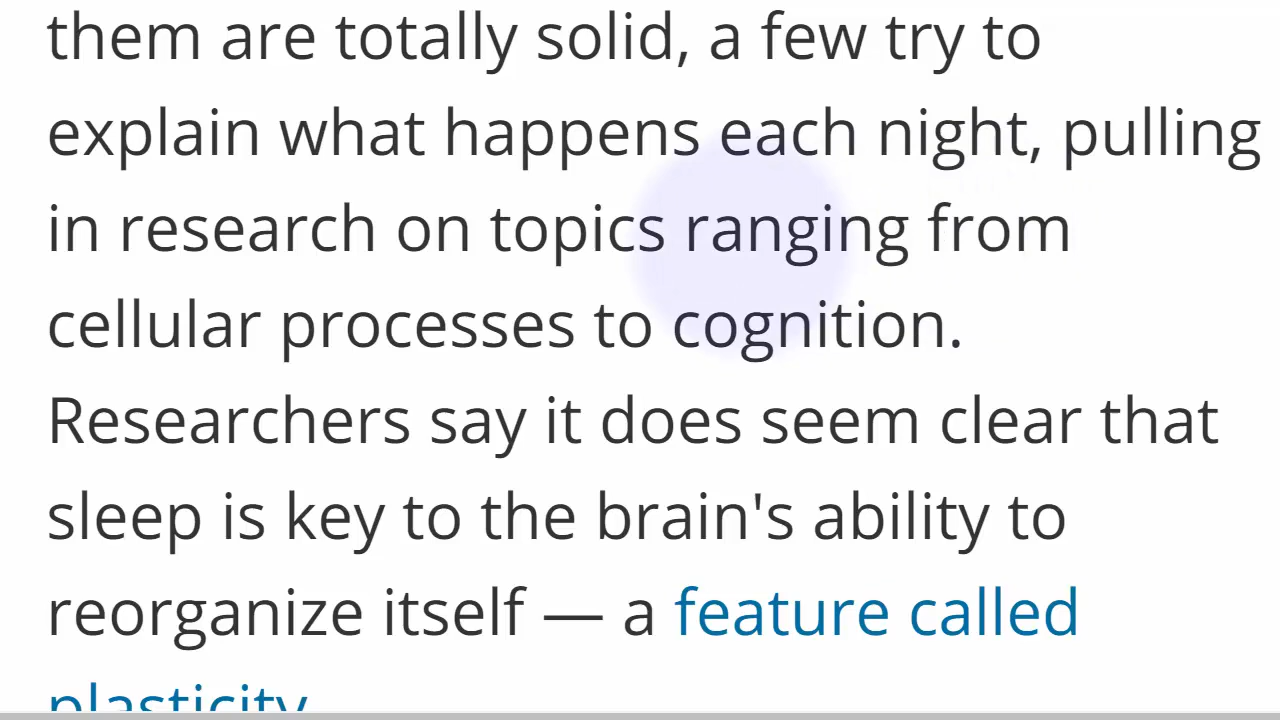 them are totally solid, a few try to
explain what happens each night, pulling
in research on topics ranging from
cellular processes to cognition.
Researchers say it does seem clear that
sleep is key to the brain's ability to
reorganize itself — a feature called
plasticity